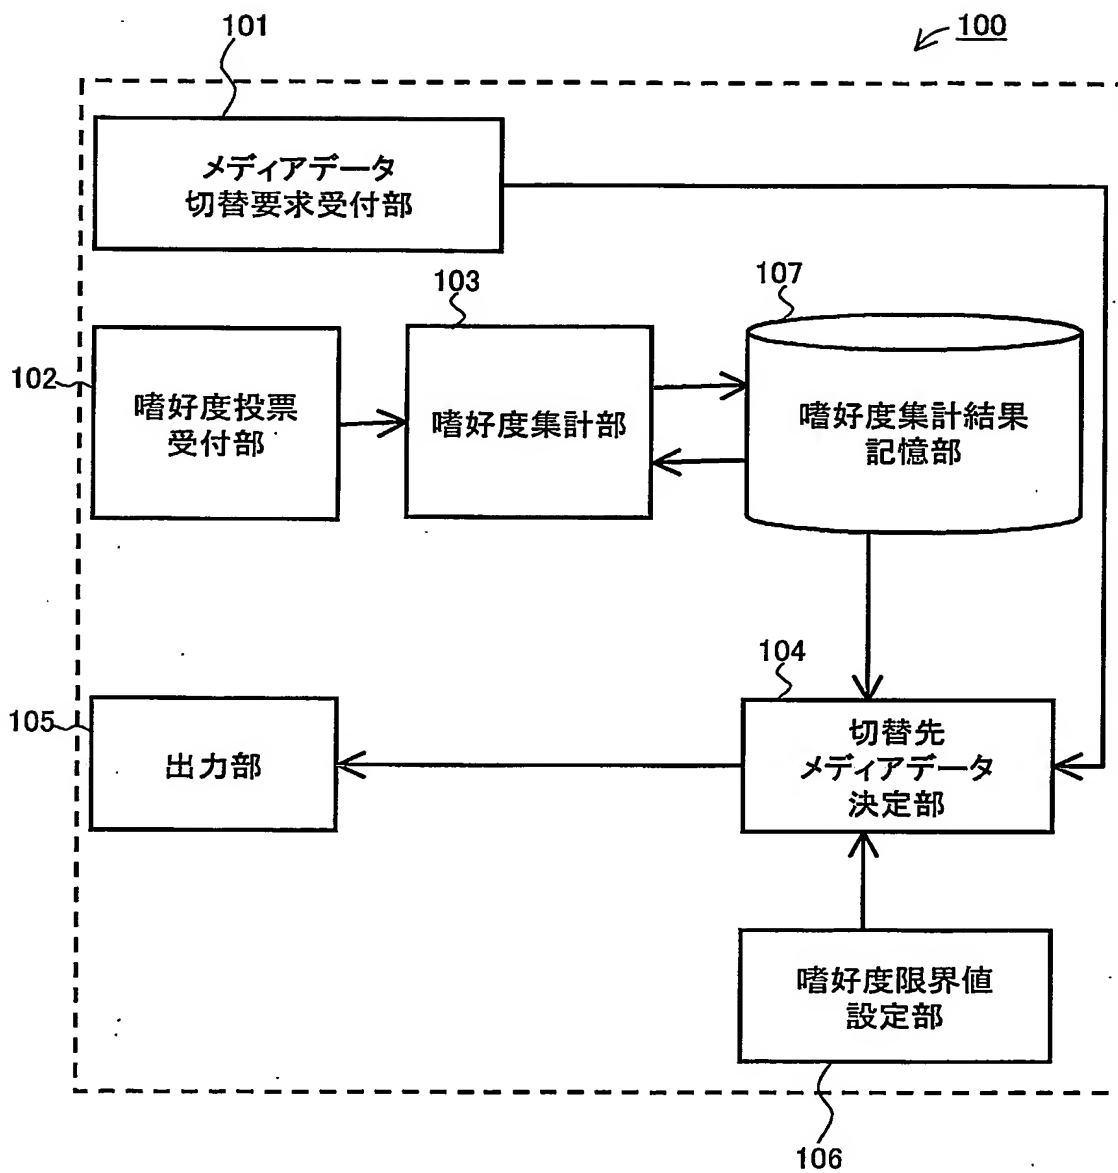 101
100
メディアデータ
切替要求受付部
103
107
102
嗜好度投票
受付部
嗜好度集計部
嗜好度集計結果
記憶部
104
105
出力部
切替先
メディアデータ
決定部
嗜好度限界値
設定部
106